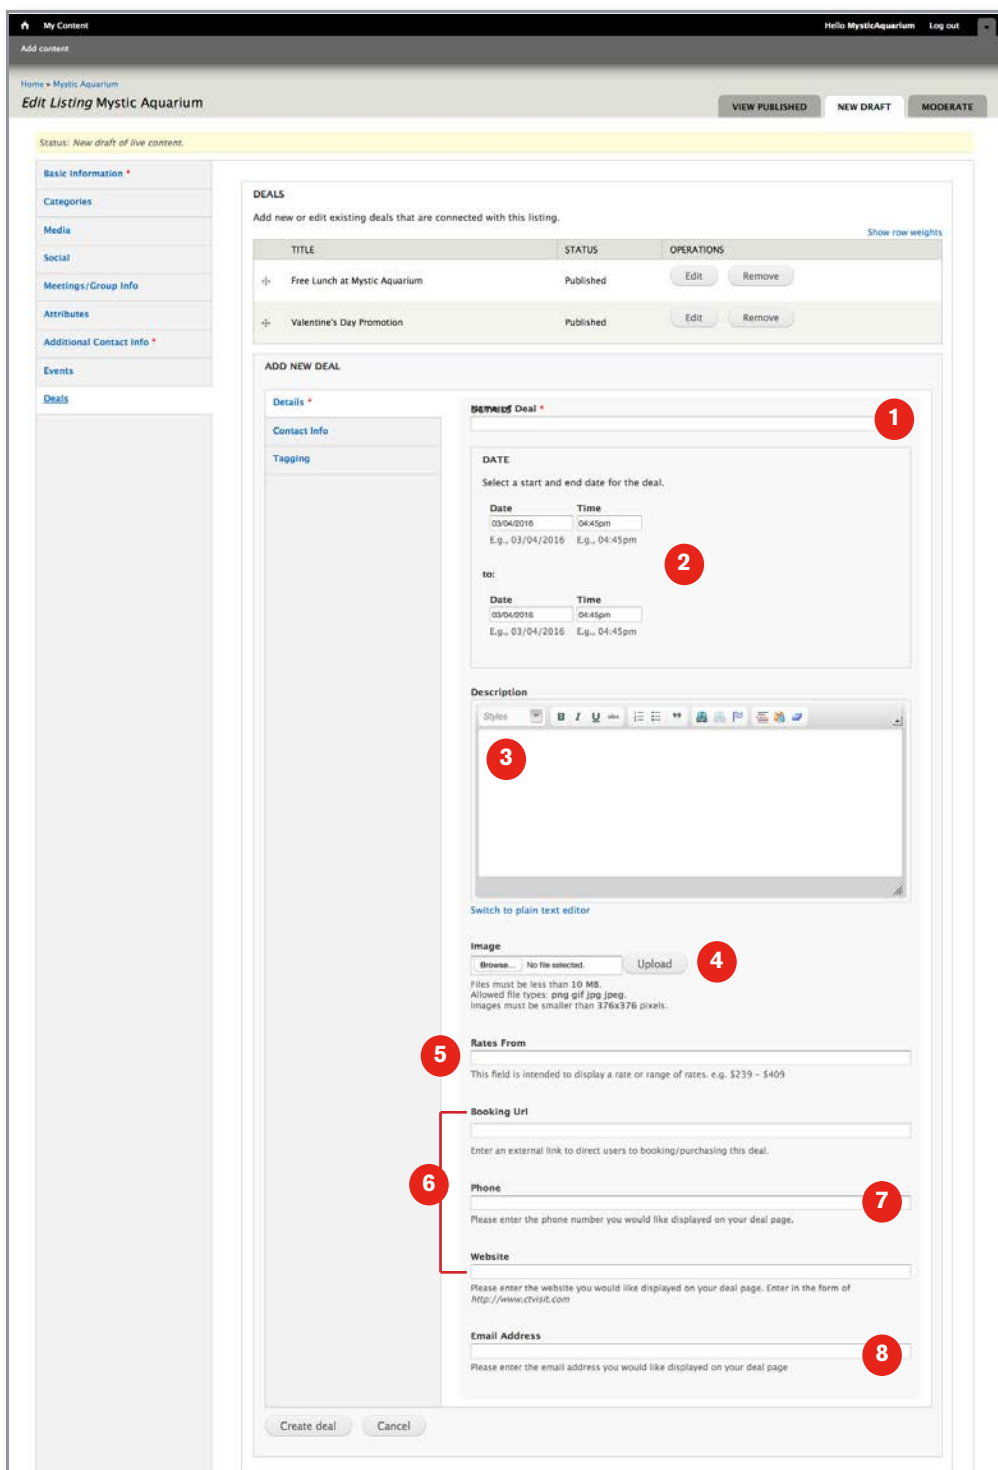 My Content
Hello MysticAquarium Log out
Add content
Home » Mystic Aquarium
Edit Listing Mystic Aquarium
VIEW PUBLISHED NEW DRAFT MODERATE
Status: New draft of live content.
Basic Information *
Categories
Media
Social
Meetings/Group Info
Attributes
Additional Contact Info *
Events
Deals
DEALS
Add new or edit existing deals that are connected with this listing.
Show row weights
TITLE STATUS OPERATIONS
Free Lunch at Mystic Aquarium Published Edit Remove
Valentine's Day Promotion Published Edit Remove
ADD NEW DEAL
Details *
Contact Info
Tagging
Deal *
1
DATE
Select a start and end date for the deal.
Date Time
03/04/2016 04:45pm
E.g., 03/04/2016 E.g., 04:45pm
2
to:
Date Time
03/04/2016 04:45pm
E.g., 03/04/2016 E.g., 04:45pm
Description
Styles B I U abc
3
Switch to plain text editor
Image
Browse... No file selected. Upload
4
Files must be less than 10 MB.
Allowed file types: png gif jpg jpeg.
Images must be smaller than 376x376 pixels.
5
Rates From
This field is intended to display a rate or range of rates. e.g. $239 - $409
Booking Url
Enter an external link to direct users to booking/purchasing this deal.
6
Phone
7
Please enter the phone number you would like displayed on your deal page.
Website
Please enter the website you would like displayed on your deal page. Enter in the form of
http://www.ctvisit.com
Email Address
8
Please enter the email address you would like displayed on your deal page
Create deal Cancel